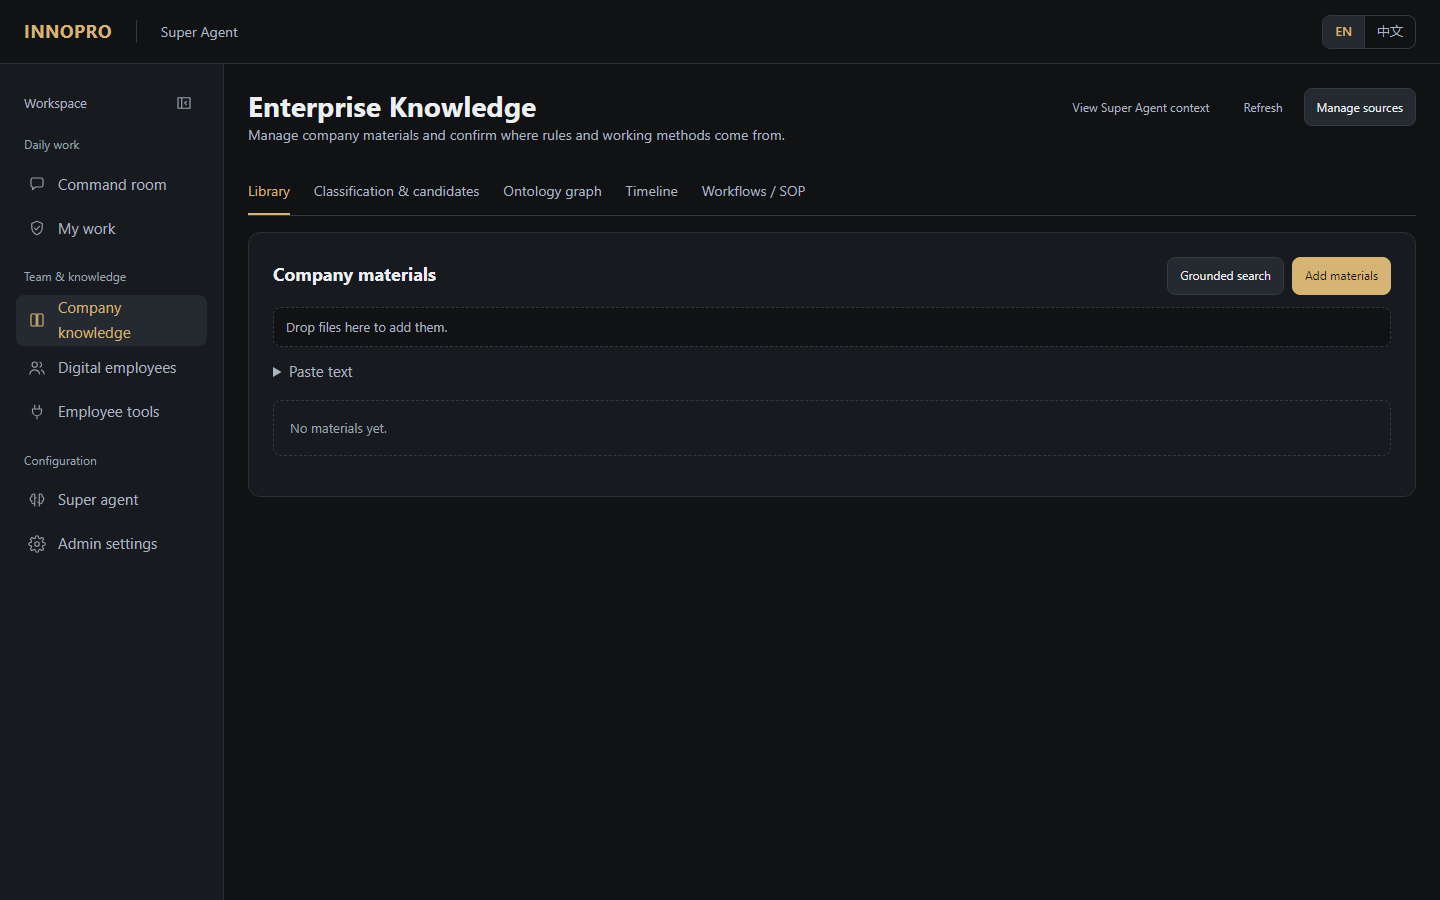 INNOPRO
Super Agent
EN
中文
Workspace
Daily work
Command room
My work
Team & knowledge
Company
knowledge
Digital employees
Employee tools
Configuration
Super agent
Admin settings
Enterprise Knowledge
Manage company materials and confirm where rules and working methods come from.
View Super Agent context
Refresh
Manage sources
Library
Classification & candidates
Ontology graph
Timeline
Workflows / SOP
Company materials
Grounded search
Add materials
Drop files here to add them.
Paste text
No materials yet.